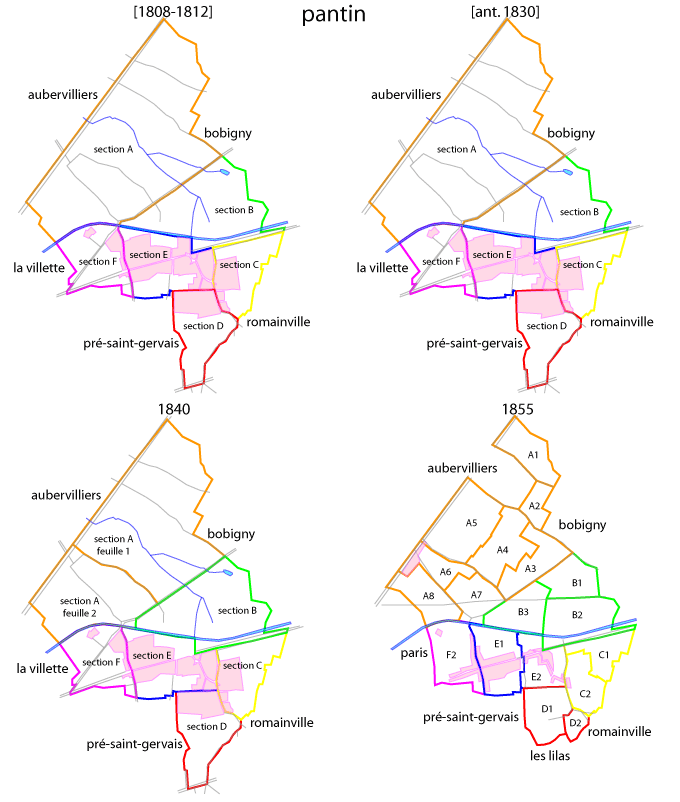 pantin
[1808-1812]
aubervilliers
bobigny
section A
section B
la villette
section F
section E
section C
section D
romainville
pré-saint-gervais
[ant. 1830]
aubervilliers
bobigny
section A
section B
la villette
section F
section E
section C
section D
romainville
pré-saint-gervais
1840
aubervilliers
bobigny
section A
feuille 1
section A
feuille 2
section B
la villette
section F
section E
section C
romainville
section D
pré-saint-gervais
1855
A1
aubervilliers
A2
A5
bobigny
A4
A6
A3
B1
A8
A7
B3
B2
paris
F2
E1
C1
E2
C2
pré-saint-gervais
D1
D2
romainville
les lilas